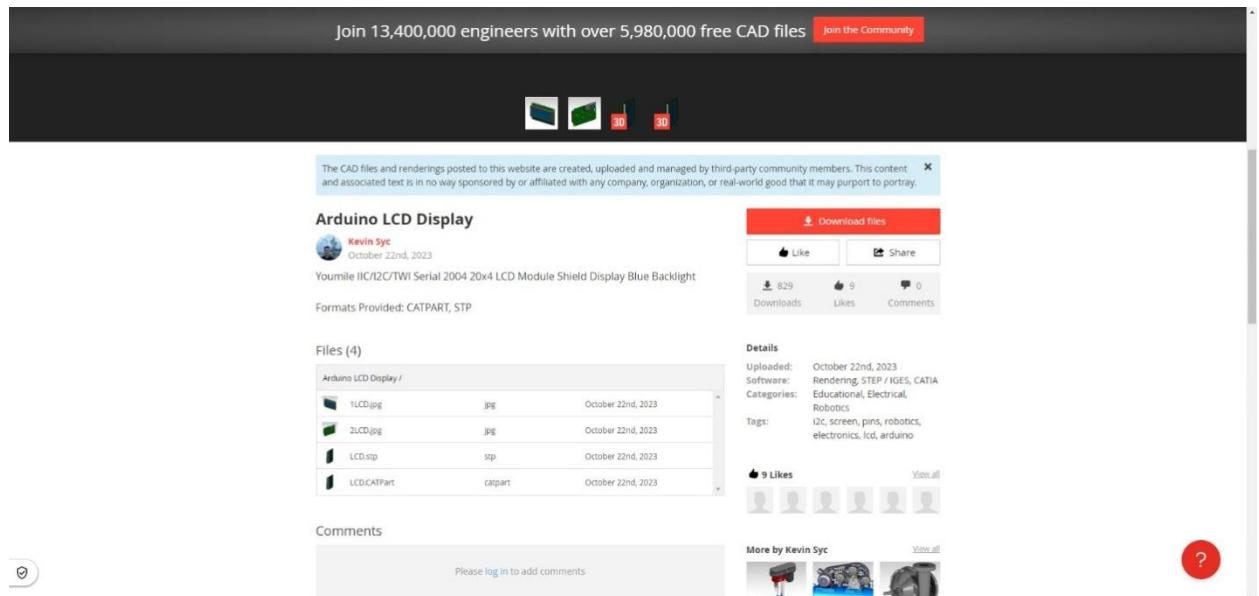 Join 13,400,000 engineers with over 5,980,000 free CAD files Join the Community
3D 3D
The CAD files and renderings posted to this website are created, uploaded and managed by third-party community members. This content
and associated text is in no way sponsored by or affiliated with any company, organization, or real-world good that it may purport to portray.
×
Arduino LCD Display
Kevin Syc
October 22nd, 2023
Youmile IIC/I2C/TWI Serial 2004 20x4 LCD Module Shield Display Blue Backlight
Formats Provided: CATPART, STP
Files (4)
Arduino LCD Display /
1LCD.jpg jpg October 22nd, 2023
2LCD.jpg jpg October 22nd, 2023
LCD.stp stp October 22nd, 2023
LCD.CATPart catpart October 22nd, 2023
Comments
Please log in to add comments
Download files
Like Share
829 9 0
Downloads Likes Comments
Details
Uploaded: October 22nd, 2023
Software: Rendering, STEP / IGES, CATIA
Categories: Educational, Electrical,
Robotics
Tags: i2c, screen, pins, robotics,
electronics, lcd, arduino
9 Likes View all
More by Kevin Syc View all
?